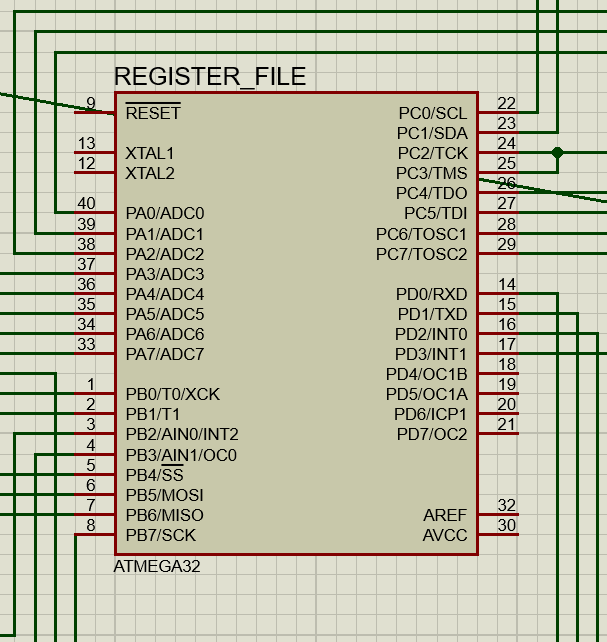 REGISTER_FILE
9 RESET PC0/SCL 22
PC1/SDA 23
13 XTAL1 PC2/TCK 24
12 XTAL2 PC3/TMS 25
PC4/TDO 26
40 PA0/ADC0 PC5/TDI 27
39 PA1/ADC1 PC6/TOSC1 28
38 PA2/ADC2 PC7/TOSC2 29
37 PA3/ADC3
36 PA4/ADC4 PD0/RXD 14
35 PA5/ADC5 PD1/TXD 15
34 PA6/ADC6 PD2/INT0 16
33 PA7/ADC7 PD3/INT1 17
PD4/OC1B 18
1 PB0/T0/XCK PD5/OC1A 19
2 PB1/T1 PD6/ICP1 20
3 PB2/AIN0/INT2 PD7/OC2 21
4 PB3/AIN1/OC0
5 PB4/SS
6 PB5/MOSI
7 PB6/MISO AREF 32
8 PB7/SCK AVCC 30
ATMEGA32